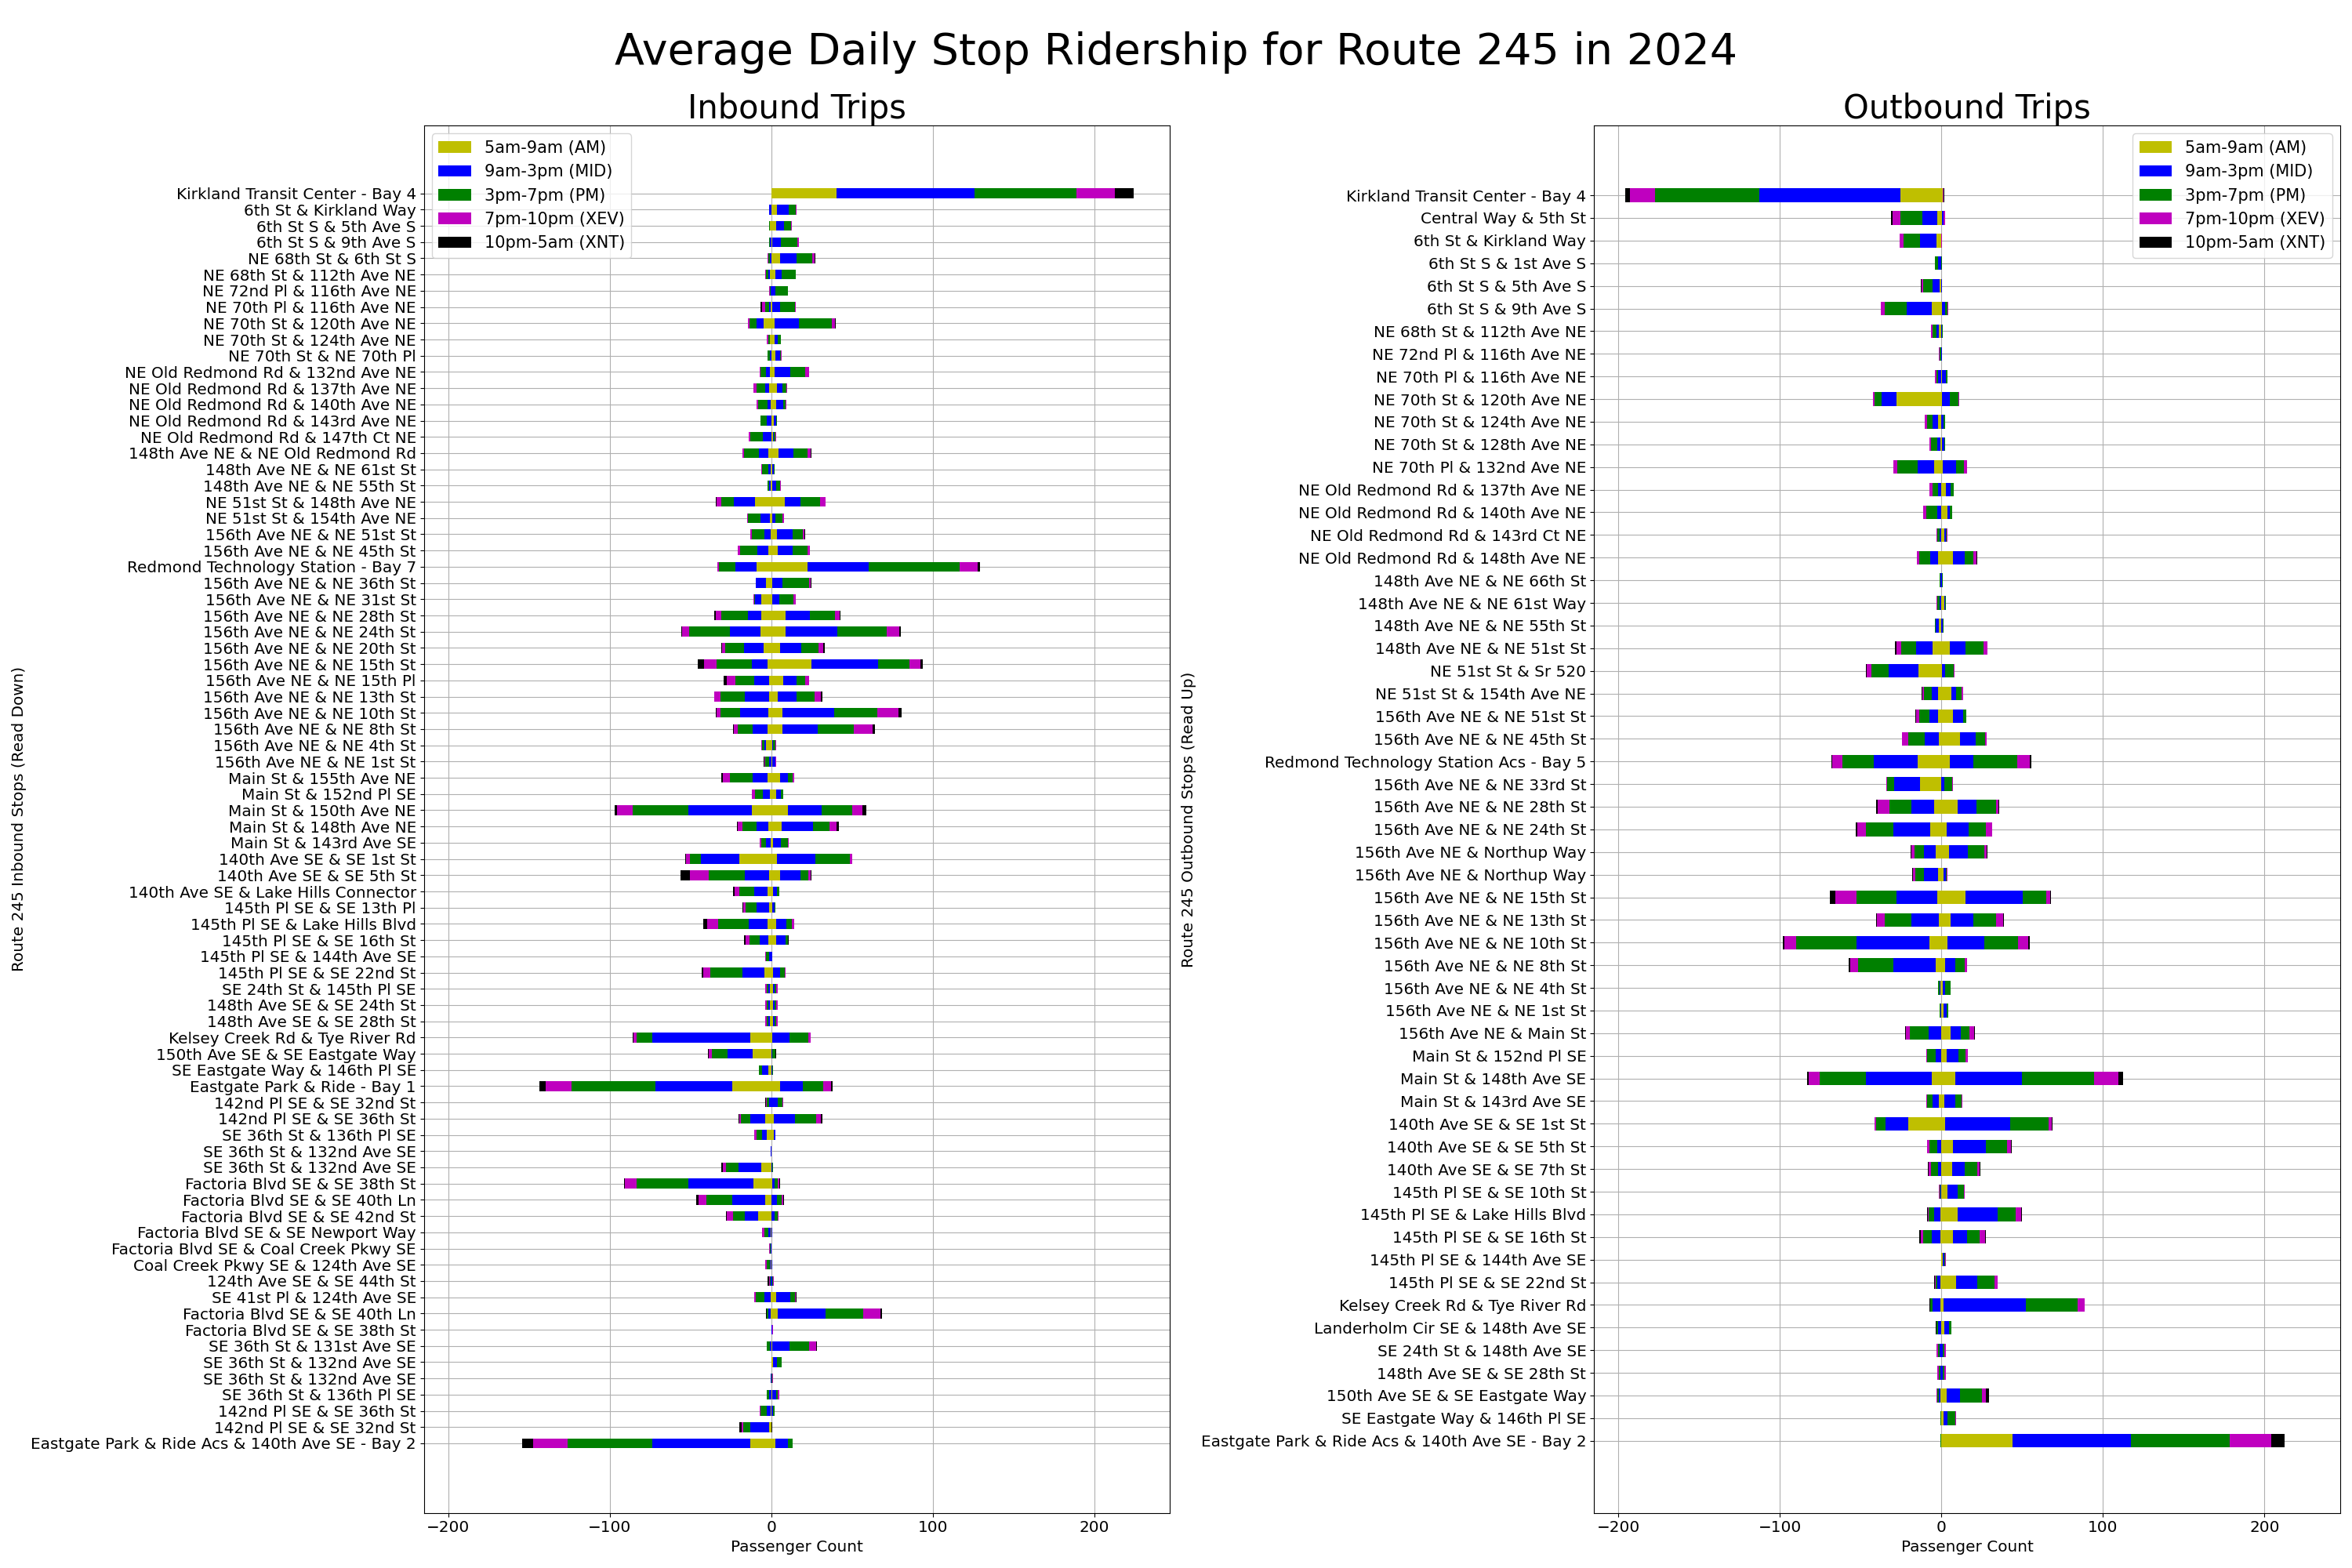 Average Daily Stop Ridership for Route 245 in 2024
Inbound Trips
5am-9am (AM)
9am-3pm (MID)
3pm-7pm (PM)
7pm-10pm (XEV)
10pm-5am (XNT)
Route 245 Inbound Stops (Read Down)
Kirkland Transit Center - Bay 4
6th St & Kirkland Way
6th St S & 5th Ave S
6th St S & 9th Ave S
NE 68th St & 6th St S
NE 68th St & 112th Ave NE
NE 72nd Pl & 116th Ave NE
NE 70th Pl & 116th Ave NE
NE 70th St & 120th Ave NE
NE 70th St & 124th Ave NE
NE 70th St & NE 70th Pl
NE Old Redmond Rd & 132nd Ave NE
NE Old Redmond Rd & 137th Ave NE
NE Old Redmond Rd & 140th Ave NE
NE Old Redmond Rd & 143rd Ave NE
NE Old Redmond Rd & 147th Ct NE
148th Ave NE & NE Old Redmond Rd
148th Ave NE & NE 61st St
148th Ave NE & NE 55th St
NE 51st St & 148th Ave NE
NE 51st St & 154th Ave NE
156th Ave NE & NE 51st St
156th Ave NE & NE 45th St
Redmond Technology Station - Bay 7
156th Ave NE & NE 36th St
156th Ave NE & NE 31st St
156th Ave NE & NE 28th St
156th Ave NE & NE 24th St
156th Ave NE & NE 20th St
156th Ave NE & NE 15th St
156th Ave NE & NE 15th Pl
156th Ave NE & NE 13th St
156th Ave NE & NE 10th St
156th Ave NE & NE 8th St
156th Ave NE & NE 4th St
156th Ave NE & NE 1st St
Main St & 155th Ave NE
Main St & 152nd Pl SE
Main St & 150th Ave NE
Main St & 148th Ave NE
Main St & 143rd Ave SE
140th Ave SE & SE 1st St
140th Ave SE & SE 5th St
140th Ave SE & Lake Hills Connector
145th Pl SE & SE 13th Pl
145th Pl SE & Lake Hills Blvd
145th Pl SE & SE 16th St
145th Pl SE & 144th Ave SE
145th Pl SE & SE 22nd St
SE 24th St & 145th Pl SE
148th Ave SE & SE 24th St
148th Ave SE & SE 28th St
Kelsey Creek Rd & Tye River Rd
150th Ave SE & SE Eastgate Way
SE Eastgate Way & 146th Pl SE
Eastgate Park & Ride - Bay 1
142nd Pl SE & SE 32nd St
142nd Pl SE & SE 36th St
SE 36th St & 136th Pl SE
SE 36th St & 132nd Ave SE
SE 36th St & 132nd Ave SE
Factoria Blvd SE & SE 38th St
Factoria Blvd SE & SE 40th Ln
Factoria Blvd SE & SE 42nd St
Factoria Blvd SE & SE Newport Way
Factoria Blvd SE & Coal Creek Pkwy SE
Coal Creek Pkwy SE & 124th Ave SE
124th Ave SE & SE 44th St
SE 41st Pl & 124th Ave SE
Factoria Blvd SE & SE 40th Ln
Factoria Blvd SE & SE 38th St
SE 36th St & 131st Ave SE
SE 36th St & 132nd Ave SE
SE 36th St & 132nd Ave SE
SE 36th St & 136th Pl SE
142nd Pl SE & SE 36th St
142nd Pl SE & SE 32nd St
Eastgate Park & Ride Acs & 140th Ave SE - Bay 2
−200 −100 0 100 200
Passenger Count
Outbound Trips
5am-9am (AM)
9am-3pm (MID)
3pm-7pm (PM)
7pm-10pm (XEV)
10pm-5am (XNT)
Route 245 Outbound Stops (Read Up)
Kirkland Transit Center - Bay 4
Central Way & 5th St
6th St & Kirkland Way
6th St S & 1st Ave S
6th St S & 5th Ave S
6th St S & 9th Ave S
NE 68th St & 112th Ave NE
NE 72nd Pl & 116th Ave NE
NE 70th Pl & 116th Ave NE
NE 70th St & 120th Ave NE
NE 70th St & 124th Ave NE
NE 70th St & 128th Ave NE
NE 70th Pl & 132nd Ave NE
NE Old Redmond Rd & 137th Ave NE
NE Old Redmond Rd & 140th Ave NE
NE Old Redmond Rd & 143rd Ct NE
NE Old Redmond Rd & 148th Ave NE
148th Ave NE & NE 66th St
148th Ave NE & NE 61st Way
148th Ave NE & NE 55th St
148th Ave NE & NE 51st St
NE 51st St & Sr 520
NE 51st St & 154th Ave NE
156th Ave NE & NE 51st St
156th Ave NE & NE 45th St
Redmond Technology Station Acs - Bay 5
156th Ave NE & NE 33rd St
156th Ave NE & NE 28th St
156th Ave NE & NE 24th St
156th Ave NE & Northup Way
156th Ave NE & Northup Way
156th Ave NE & NE 15th St
156th Ave NE & NE 13th St
156th Ave NE & NE 10th St
156th Ave NE & NE 8th St
156th Ave NE & NE 4th St
156th Ave NE & NE 1st St
156th Ave NE & Main St
Main St & 152nd Pl SE
Main St & 148th Ave SE
Main St & 143rd Ave SE
140th Ave SE & SE 1st St
140th Ave SE & SE 5th St
140th Ave SE & SE 7th St
145th Pl SE & SE 10th St
145th Pl SE & Lake Hills Blvd
145th Pl SE & SE 16th St
145th Pl SE & 144th Ave SE
145th Pl SE & SE 22nd St
Kelsey Creek Rd & Tye River Rd
Landerholm Cir SE & 148th Ave SE
SE 24th St & 148th Ave SE
148th Ave SE & SE 28th St
150th Ave SE & SE Eastgate Way
SE Eastgate Way & 146th Pl SE
Eastgate Park & Ride Acs & 140th Ave SE - Bay 2
−200 −100 0 100 200
Passenger Count